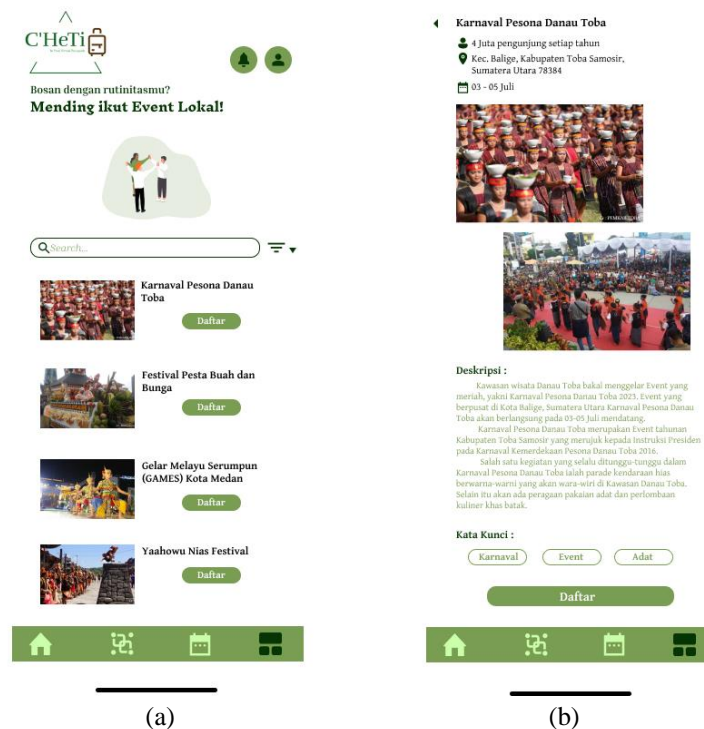 C'HeTi
Bosan dengan rutinitasmu?
Mending ikut Event Lokal!
Search...
Karnaval Pesona Danau
Toba
Daftar
Festival Pesta Buah dan
Bunga
Daftar
Gelar Melayu Serumpun
(GAMES) Kota Medan
Daftar
Yaahowu Nias Festival
Daftar
(a)
Karnaval Pesona Danau Toba
4 Juta pengunjung setiap tahun
Kec. Balige, Kabupaten Toba Samosir,
Sumatera Utara 78384
03 - 05 Juli
Deskripsi :
Kawasan wisata Danau Toba bakal menggelar Event yang
meriah, yakni Karnaval Pesona Danau Toba 2023. Event yang
berpusat di Kota Balige, Sumatera Utara Karnaval Pesona Danau
Toba akan berlangsung pada 03-05 Juli mendatang.
Karnaval Pesona Danau Toba merupakan Event tahunan
Kabupaten Toba Samosir yang merujuk kepada Instruksi Presiden
pada Karnaval Kemerdekaan Pesona Danau Toba 2016.
Salah satu kegiatan yang selalu ditunggu-tunggu dalam
Karnaval Pesona Danau Toba ialah parade kendaraan hias
berwarna-warni yang akan wara-wiri di Kawasan Danau Toba.
Selain itu akan ada peragaan pakaian adat dan perlombaan
kuliner khas batak.
Kata Kunci :
Karnaval
Event
Adat
Daftar
(b)